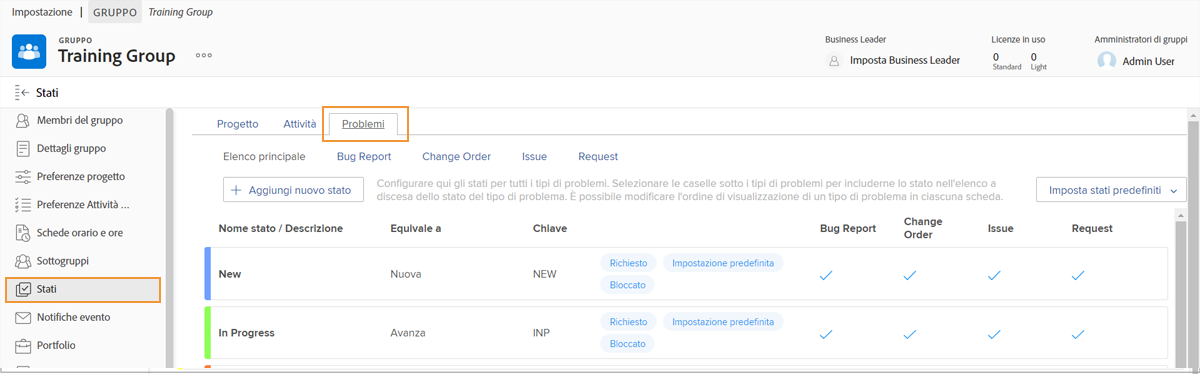 Impostazione | GRUPPO Training Group
GRUPPO
Training Group
Business Leader
Imposta Business Leader
Licenze in uso
0 0
Standard Light
Amministratori di gruppi
Admin User
Stati
Membri del gruppo
Dettagli gruppo
Preferenze progetto
Preferenze Attività ...
Schede orario e ore
Sottogruppi
Stati
Notifiche evento
Portfolio
Progetto Attività Problemi
Elenco principale Bug Report Change Order Issue Request
+ Aggiungi nuovo stato
Configurare qui gli stati per tutti i tipi di problemi. Selezionare le caselle sotto i tipi di problemi per includerne lo stato nell'elenco a
discesa dello stato del tipo di problema. È possibile modificare l'ordine di visualizzazione di un tipo di problema in ciascuna scheda.
Imposta stati predefiniti
Nome stato / Descrizione Equivale a Chiave Bug Report Change
Order Issue Request
New Nuova NEW Richiesto Impostazione predefinita
Bloccato
In Progress Avanza INP Richiesto Impostazione predefinita
Bloccato